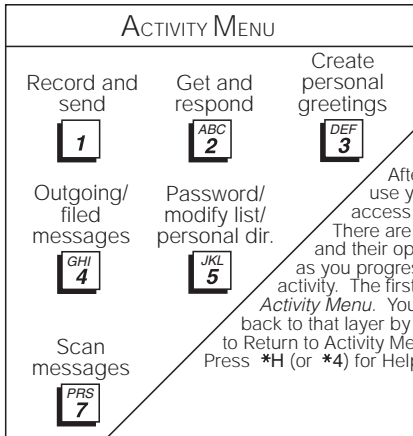 ACTIVITY MENU
Record and
send
1
Get and
respond
ABC
2
Create
personal
greetings
DEF
3
Outgoing/
filed
messages
GHI
4
Password/
modify list/
personal dir.
JKL
5
Scan
messages
PRS
7
use
access
There are
and their
as you
activity. The first
Activity Menu.
back to that layer by
to Return to Activity
Press *H (or *4) for